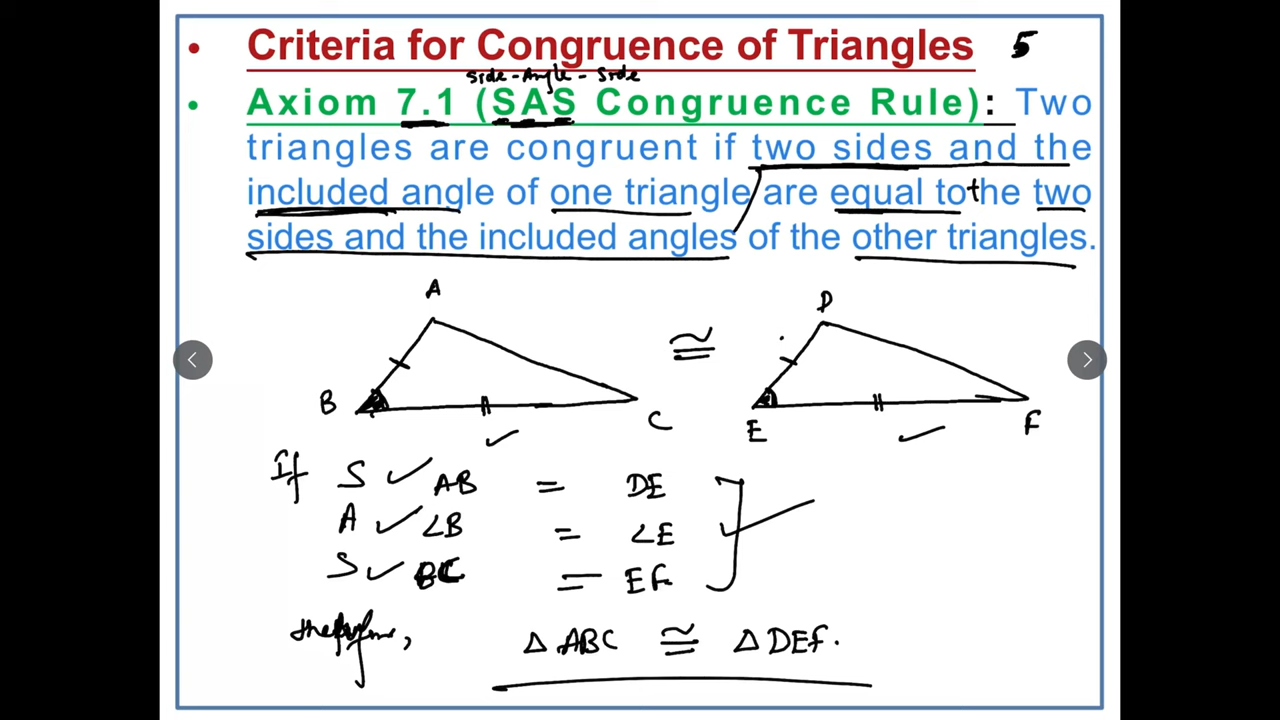 • Criteria for Congruence of Triangles 5
side-Angle-Side
• Axiom 7.1 (SAS Congruence Rule): Two
triangles are congruent if two sides and the
included angle of one triangle are equal to the two
sides and the included angles of the other triangles.
A
D
≅
B
C
E
F
If S ✓ AB = DE
A ✓ ∠B = ∠E
S ✓ BC = EF
therefore, Δ ABC ≅ Δ DEF.